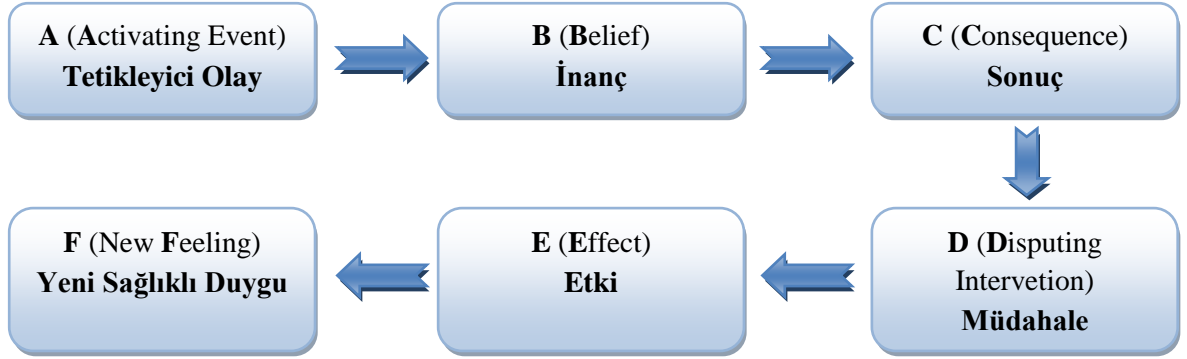 A (Activating Event)
Tetikleyici Olay
B (Belief)
İnanç
C (Consequence)
Sonuç
D (Disputing
Intervetion)
Müdahale
E (Effect)
Etki
F (New Feeling)
Yeni Sağlıklı Duygu